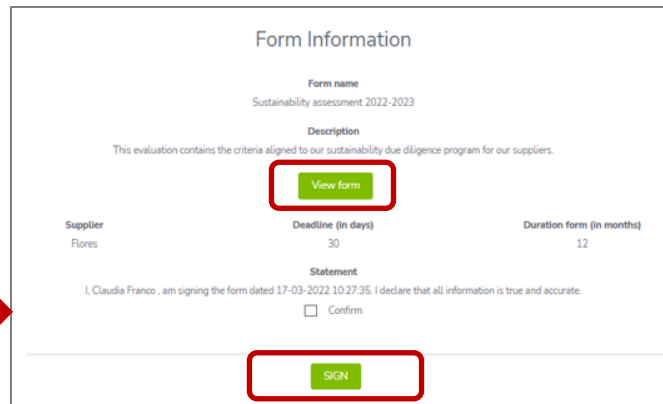 Form Information
Form name
Sustainability assessment 2022-2023
Description
This evaluation contains the criteria aligned to our sustainability due diligence program for our suppliers.
View form
Supplier Deadline (in days) Duration form (in months)
Flores 30 12
Statement
I, Claudia Franco , am signing the form dated 17-03-2022 10:27:35. I declare that all information is true and accurate.
Confirm
SIGN